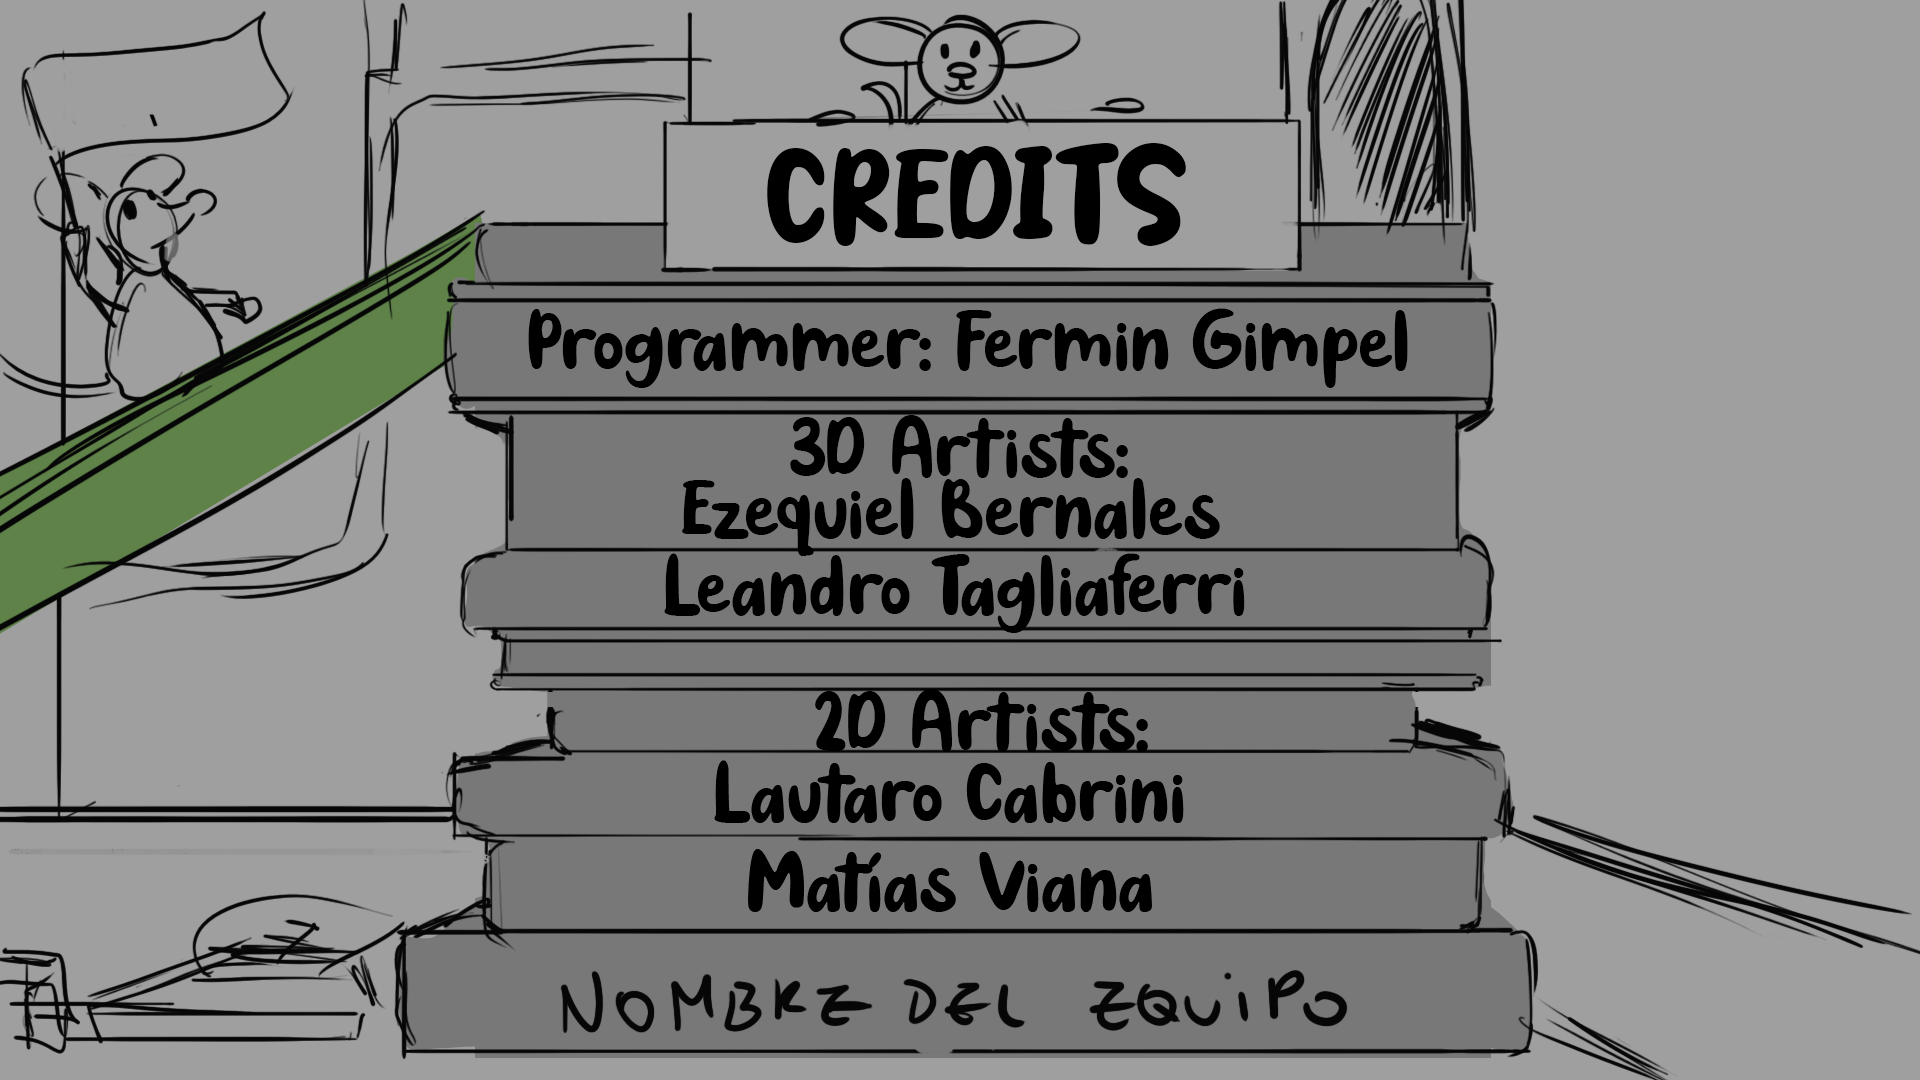 CREDITS
Programmer: Fermin Gimpel
3D Artists:
Ezequiel Bernales
Leandro Tagliaferri
2D Artists:
Lautaro Cabrini
Matías Viana
NOMBRE DEL EQUIPO